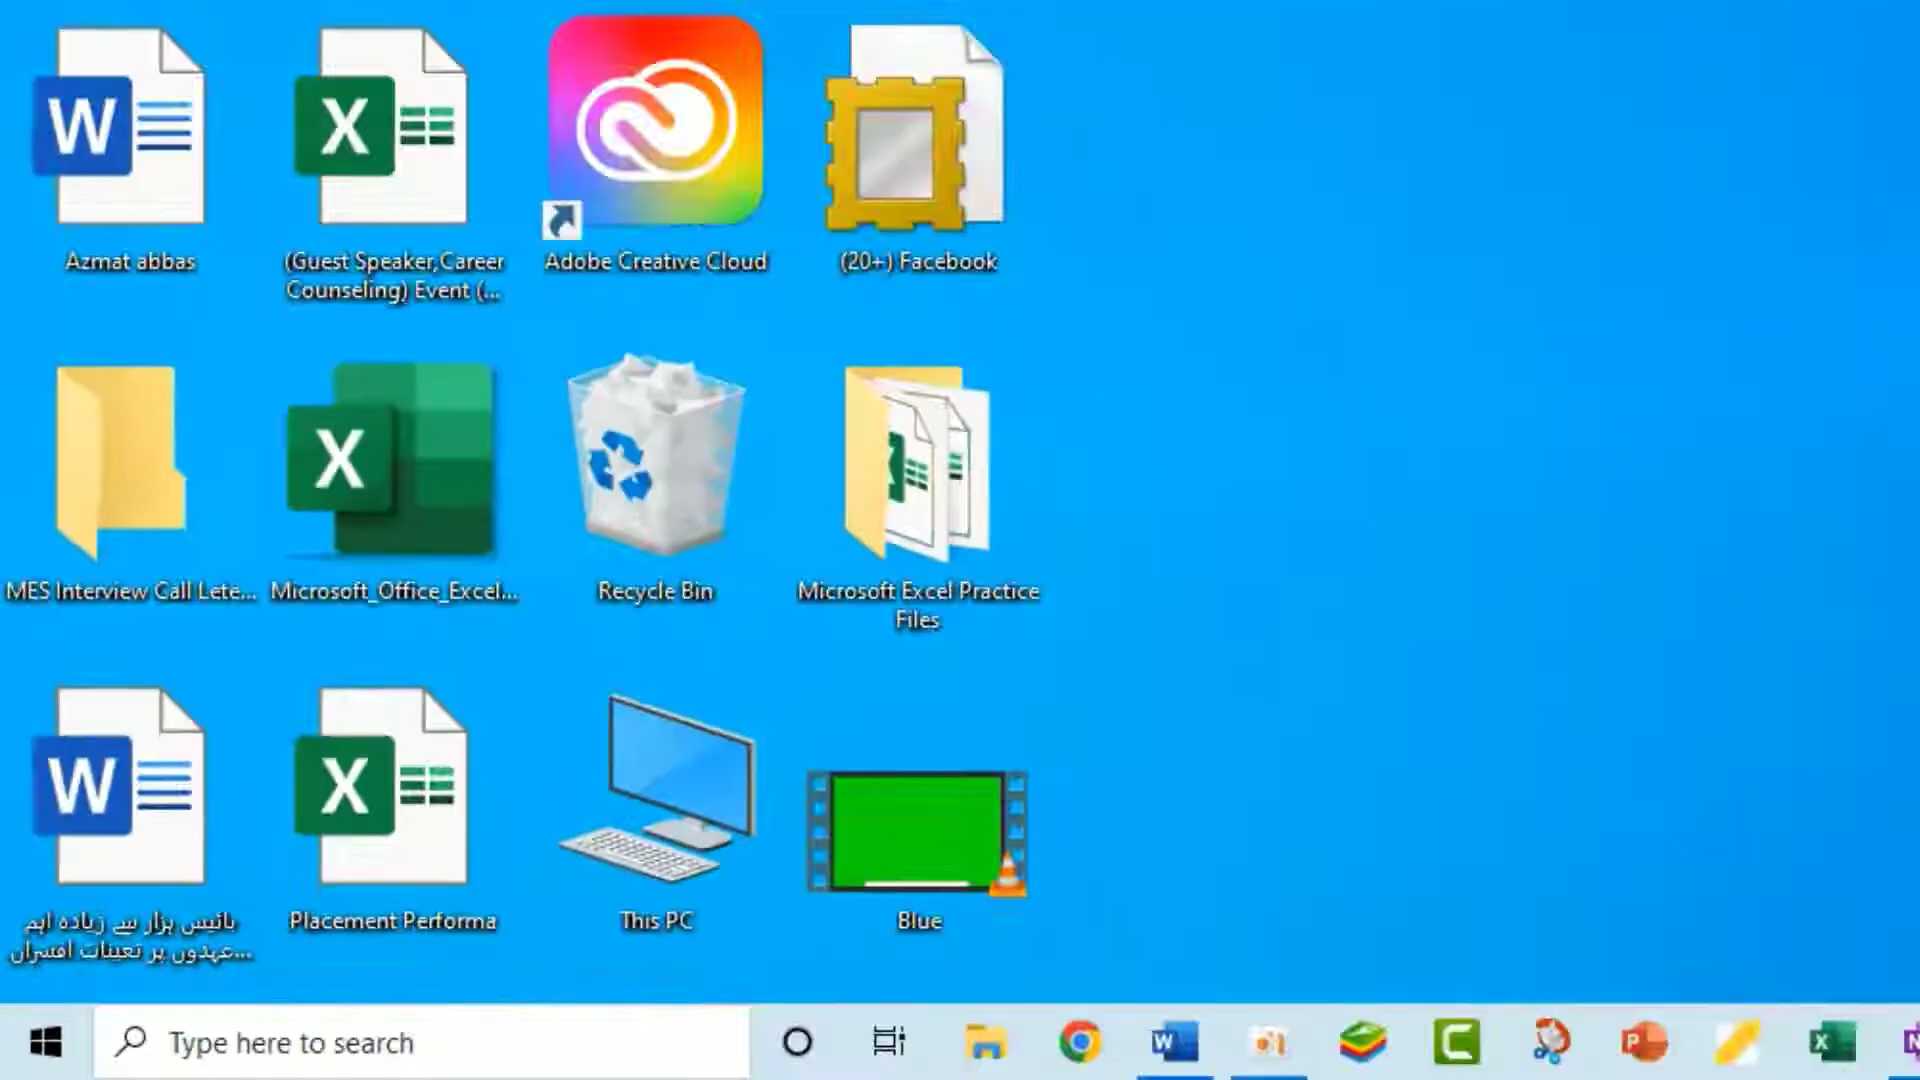 Azmat abbas
(Guest Speaker,Career
Counseling) Event (...
Adobe Creative Cloud
(20+) Facebook
MES Interview Call Lete...
Microsoft_Office_Excel...
Recycle Bin
Microsoft Excel Practice
Files
بائیس ہزار سے زیادہ اہم
عہدوں پر تعینات افسران...
Placement Performa
This PC
Blue
Type here to search